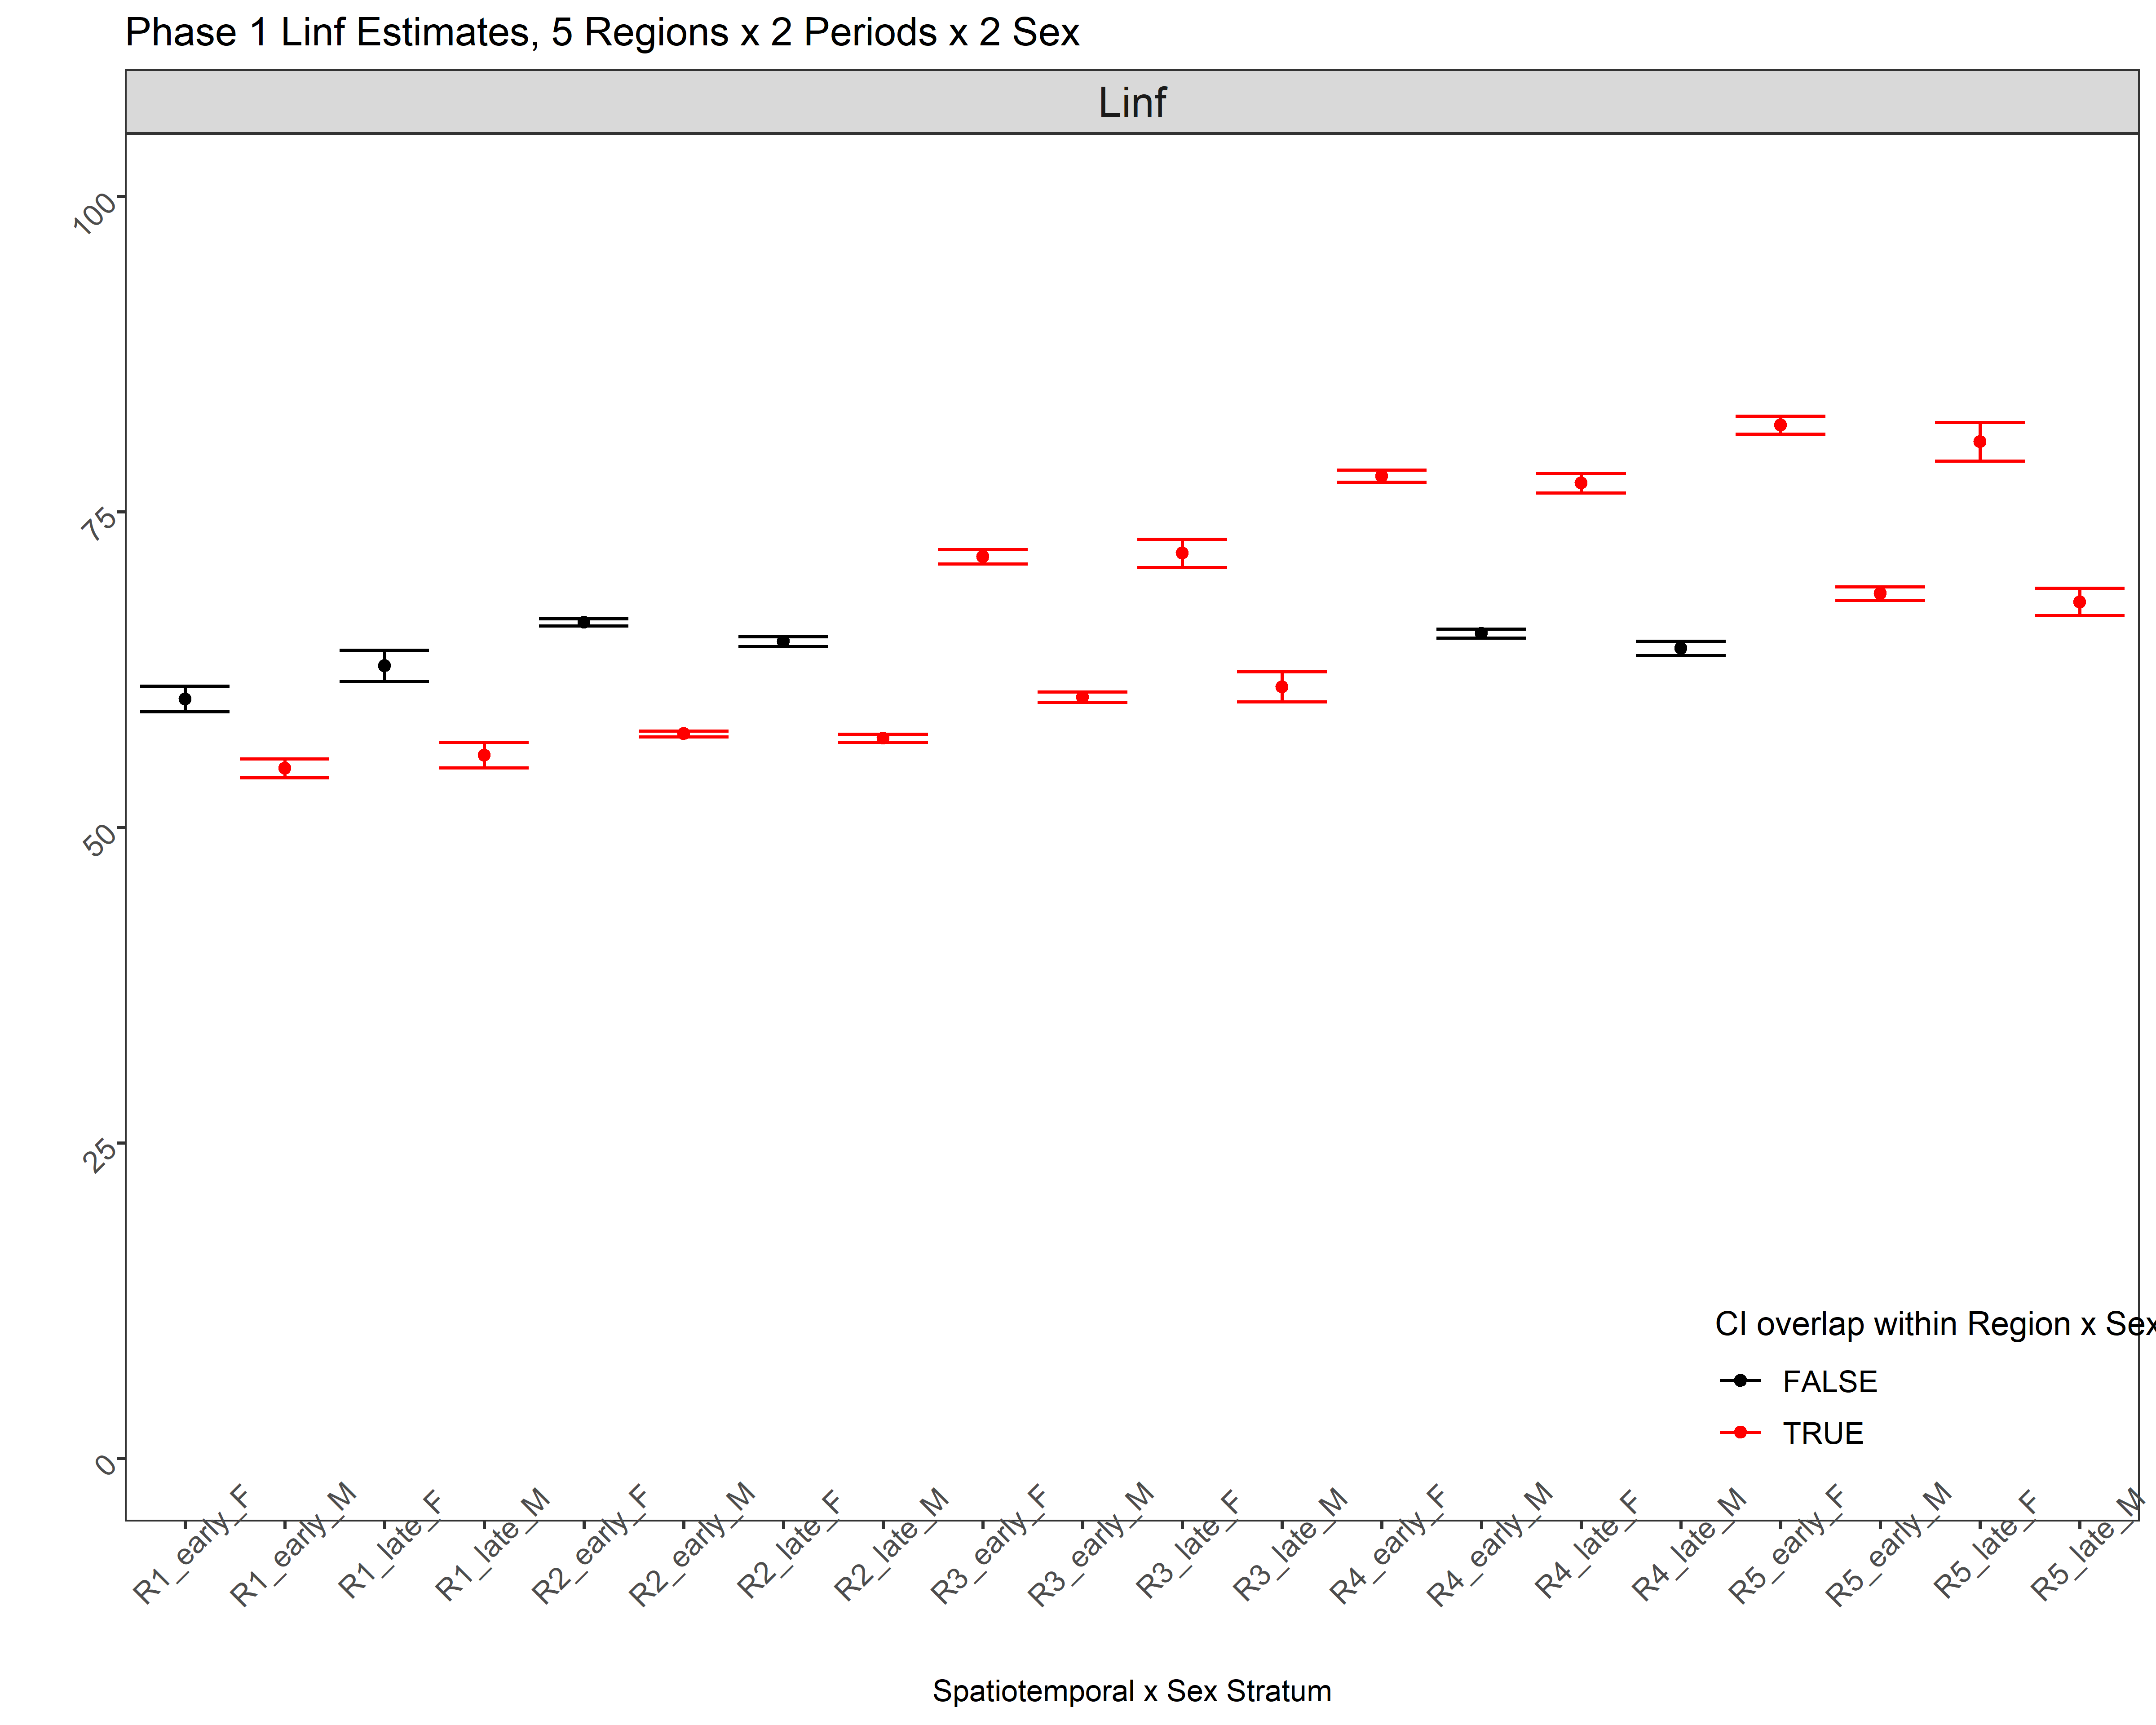 Phase 1 Linf Estimates, 5 Regions x 2 Periods x 2 Sex
Linf
100
75
50
25
0
CI overlap within Region x Sex
FALSE
TRUE
R1_early_F
R1_early_M
R1_late_F
R1_late_M
R2_early_F
R2_early_M
R2_late_F
R2_late_M
R3_early_F
R3_early_M
R3_late_F
R3_late_M
R4_early_F
R4_early_M
R4_late_F
R4_late_M
R5_early_F
R5_early_M
R5_late_F
R5_late_M
Spatiotemporal x Sex Stratum